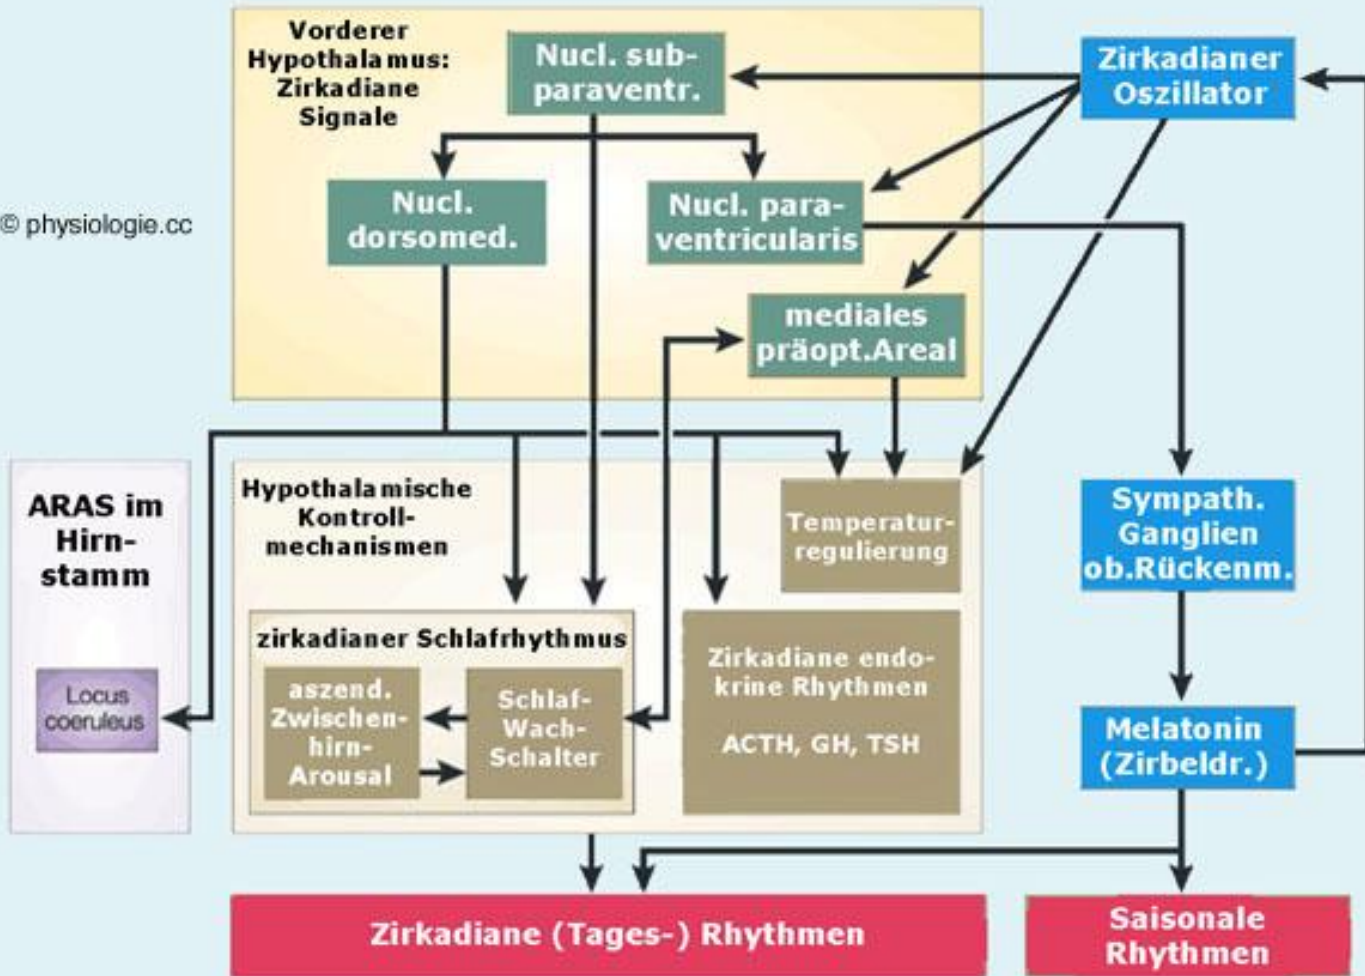 Vorderer
Hypothalamus:
Zirkadiane
Signale
Nucl. sub-
paraventr.
Zirkadianer
Oszillator
Nucl.
dorsomed.
Nucl. para-
ventricularis
© physiologie.cc
mediales
präopt.Areal
ARAS im
Hirn-
stamm
Locus
coeruleus
Hypothalamische
Kontroll-
mechanismen
Temperatur-
regulierung
Sympath.
Ganglien
ob.Rückenm.
zirkadianer Schlafrhythmus
aszend.
Zwischen-
hirn-
Arousal
Schlaf-
Wach-
Schalter
Zirkadiane endo-
krine Rhythmen
ACTH, GH, TSH
Melatonin
(Zirbeldr.)
Zirkadiane (Tages-) Rhythmen
Saisonale
Rhythmen